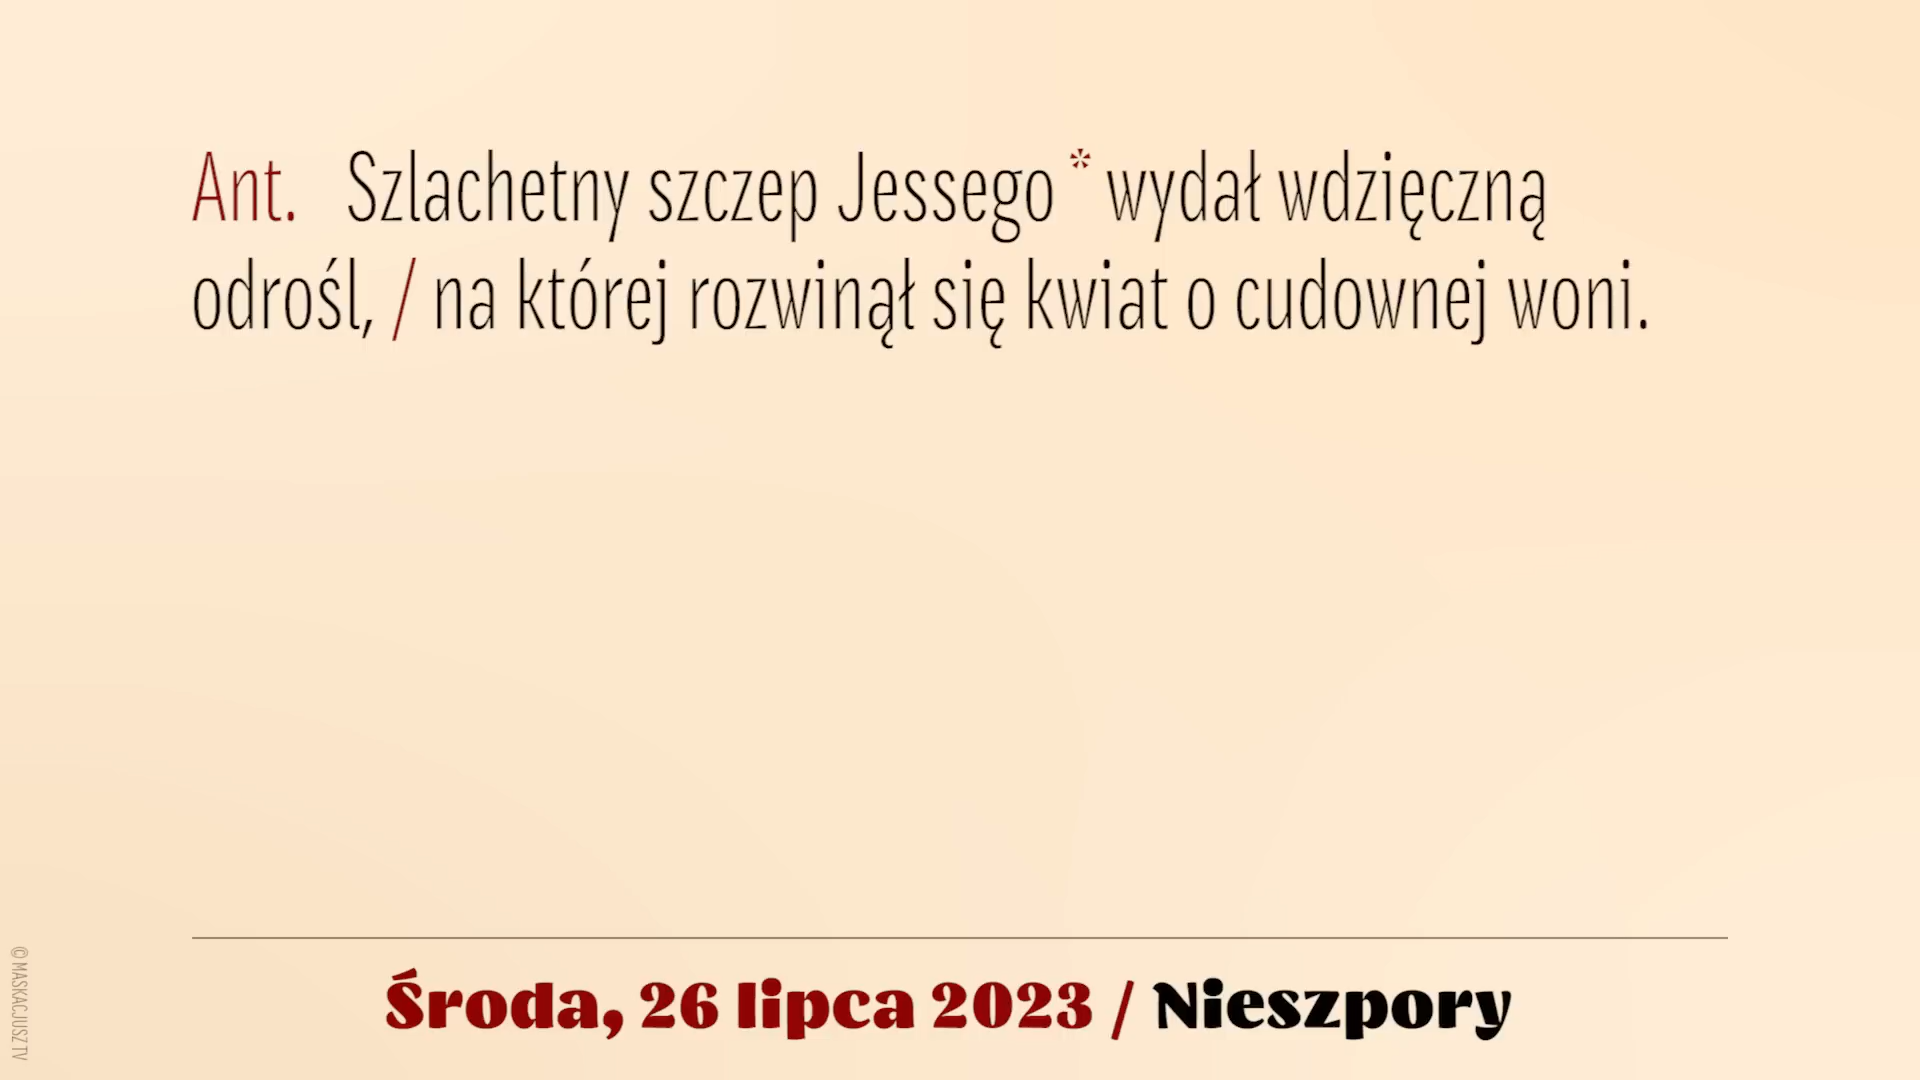 Ant. Szlachetny szczep Jessego * wydał wdzięczną
odrośl, / na której rozwinął się kwiat o cudownej woni.
Środa, 26 lipca 2023 / Nieszpory
© MASKACJUSZ TV